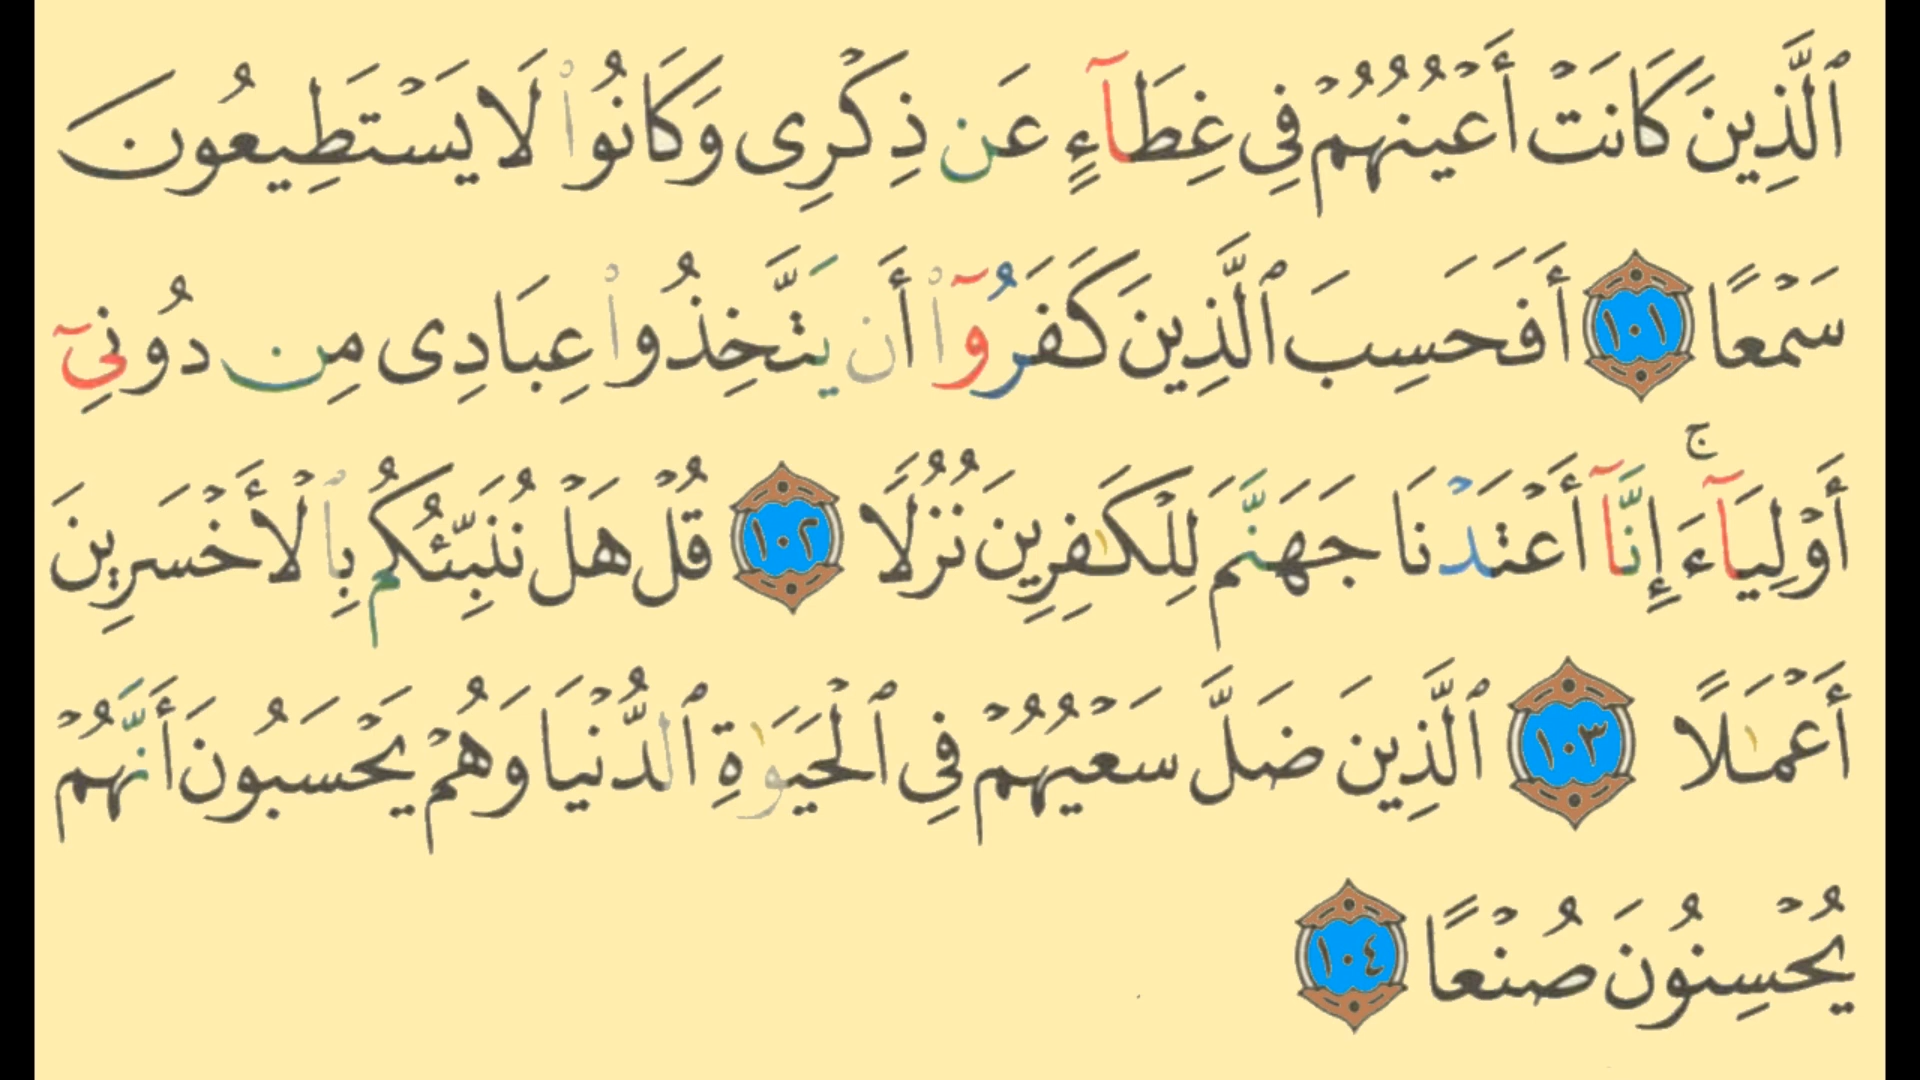 ٱلَّذِينَ كَانَتْ أَعْيُنُهُمْ فِى غِطَآءٍ عَن ذِكْرِى وَكَانُوا۟ لَا يَسْتَطِيعُونَ
سَمْعًا ١٠١ أَفَحَسِبَ ٱلَّذِينَ كَفَرُوٓا۟ أَن يَتَّخِذُوا۟ عِبَادِى مِن دُونِىٓ
أَوْلِيَآءَ ۚ إِنَّآ أَعْتَدْنَا جَهَنَّمَ لِلْكَٰفِرِينَ نُزُلًا ١٠٢ قُلْ هَلْ نُنَبِّئُكُم بِٱلْأَخْسَرِينَ
أَعْمَٰلًا ١٠٣ ٱلَّذِينَ ضَلَّ سَعْيُهُمْ فِى ٱلْحَيَوٰةِ ٱلدُّنْيَا وَهُمْ يَحْسَبُونَ أَنَّهُمْ
يُحْسِنُونَ صُنْعًا ١٠٤